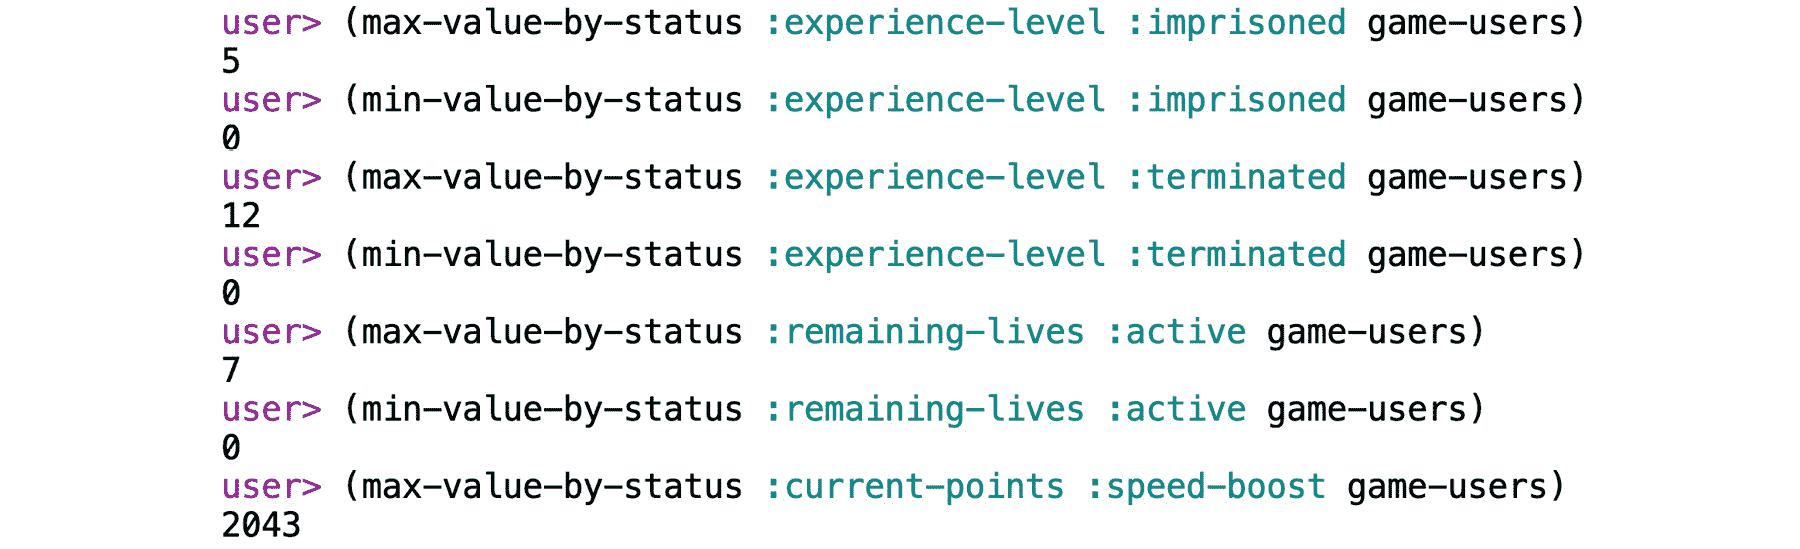 user> (max-value-by-status :experience-level :imprisoned game-users)
5
user> (min-value-by-status :experience-level :imprisoned game-users)
0
user> (max-value-by-status :experience-level :terminated game-users)
12
user> (min-value-by-status :experience-level :terminated game-users)
0
user> (max-value-by-status :remaining-lives :active game-users)
7
user> (min-value-by-status :remaining-lives :active game-users)
0
user> (max-value-by-status :current-points :speed-boost game-users)
2043